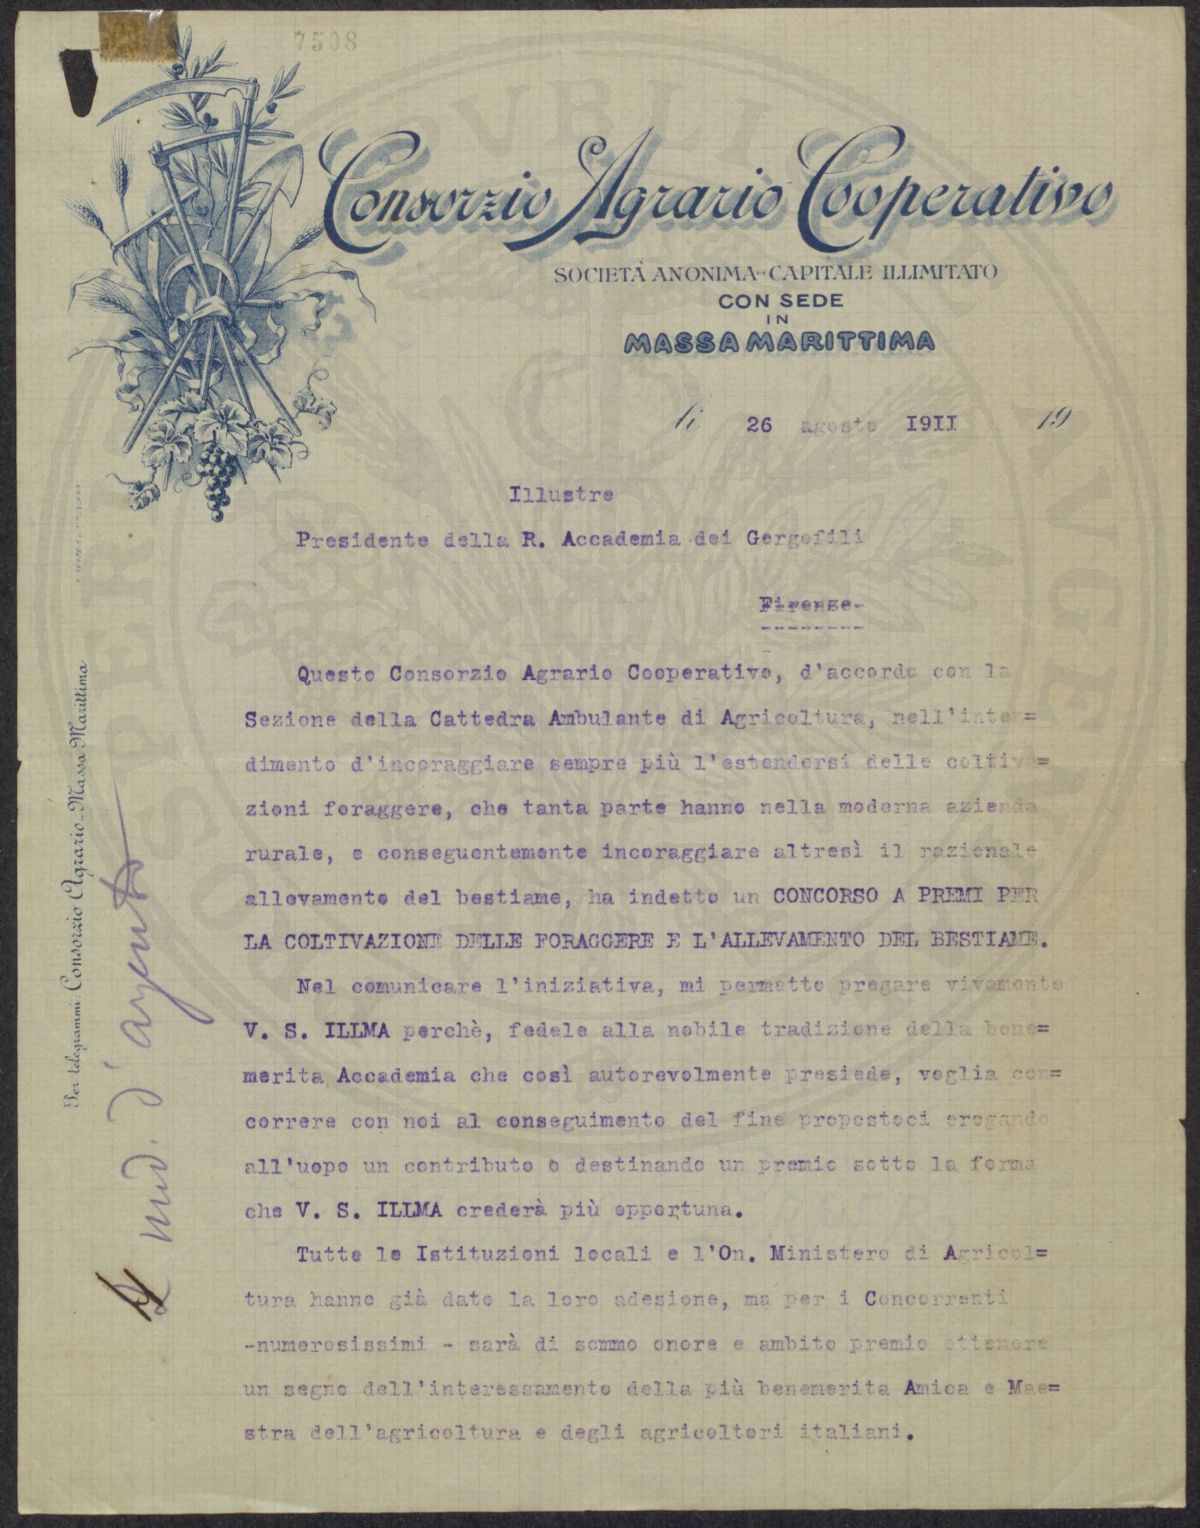 7508
Consorzio Agrario Cooperativo
SOCIETÀ ANONIMA - CAPITALE ILLIMITATO
CON SEDE
IN
MASSA MARITTIMA
li 26 agosto 1911 19
Illustre
Presidente della R. Accademia dei Gergofili
Firenze-
Questo Consorzio Agrario Cooperativo, d'accordo con la
Sezione della Cattedra Ambulante di Agricoltura, nell'inten=
dimento d'incoraggiare sempre più l'estendersi delle coltiva=
zioni foraggere, che tanta parte hanno nella moderna azienda
rurale, e conseguentemente incoraggiare altresì il razionale
allevamento del bestiame, ha indetto un CONCORSO A PREMI PER
LA COLTIVAZIONE DELLE FORAGGERE E L'ALLEVAMENTO DEL BESTIAME.
Nel comunicare l'iniziativa, mi permetto pregare vivamente
V. S. ILLMA perchè, fedele alla nobile tradizione della bene=
merita Accademia che così autorevolmente presiede, voglia con=
correre con noi al conseguimento del fine propostoci erogando
all'uopo un contributo o destinando un premio sotto la forma
che V. S. ILLMA crederà più opportuna.
Tutte le Istituzioni locali e l'On. Ministero di Agricol=
tura hanno già dato la loro adesione, ma per i Concorrenti
-numerosissimi - sarà di sommo onore e ambito premio ottenere
un segno dell'interessamento della più benemerita Amica e Mae=
stra dell'agricoltura e degli agricoltori italiani.
Per telegrammi: Consorzio Agrario-Massa Marittima
med. d'argento